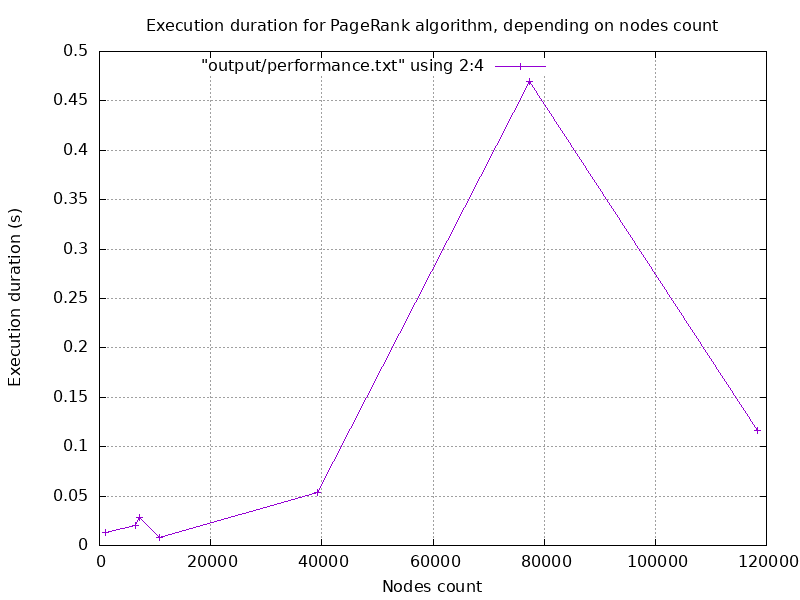 Execution duration for PageRank algorithm, depending on nodes count
"output/performance.txt" using 2:4
0.5
0.45
0.4
0.35
0.3
0.25
0.2
0.15
0.1
0.05
0
Execution duration (s)
0 20000 40000 60000 80000 100000 120000
Nodes count